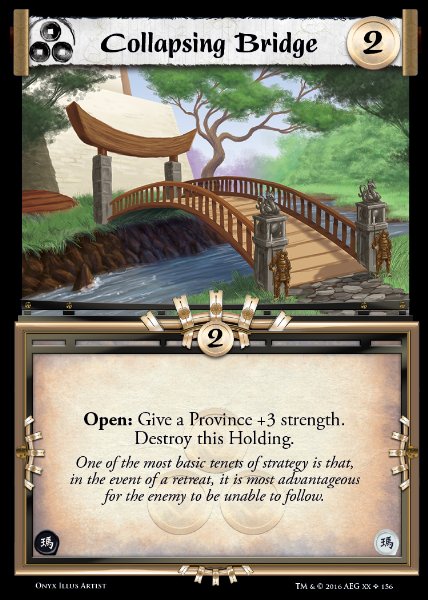 Collapsing Bridge
2
2
Open: Give a Province +3 strength.
Destroy this Holding.
One of the most basic tenets of strategy is that,
in the event of a retreat, it is most advantageous
for the enemy to be unable to follow.
瑪
瑪
Onyx Illus Artist
TM & © 2016 AEG XX ❖ 156